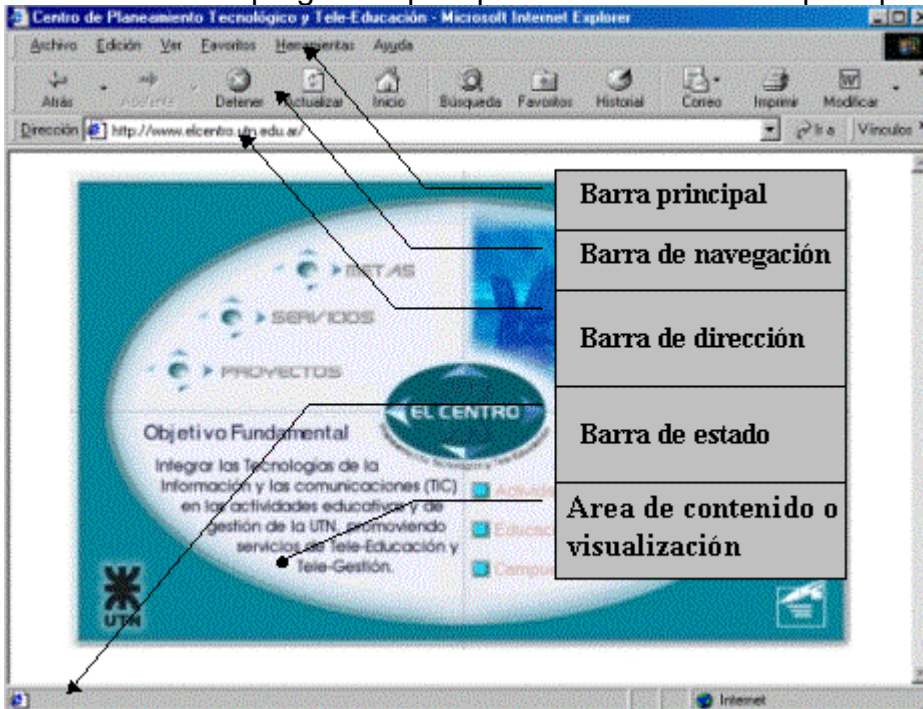 Centro de Planeamiento Tecnológico y Tele-Educación - Microsoft Internet Explorer
Archivo Edición Ver Favoritos Herramientas Ayuda
Atrás Adelante Detener Actualizar Inicio Búsqueda Favoritos Historial Correo Imprimir Modificar
Dirección http://www.elcentro.utn.edu.ar/ Ir a Vínculos
Barra principal
Barra de navegación
Barra de dirección
Barra de estado
Area de contenido o
visualización
METAS
SERVICIOS
PROYECTOS
EL CENTRO
Objetivo Fundamental
Integrar las Tecnologías de la
Información y las comunicaciones (TIC)
en las actividades educativas y de
gestión de la UTN, promoviendo
servicios de Tele-Educación y
Tele-Gestión.
UTN
Internet